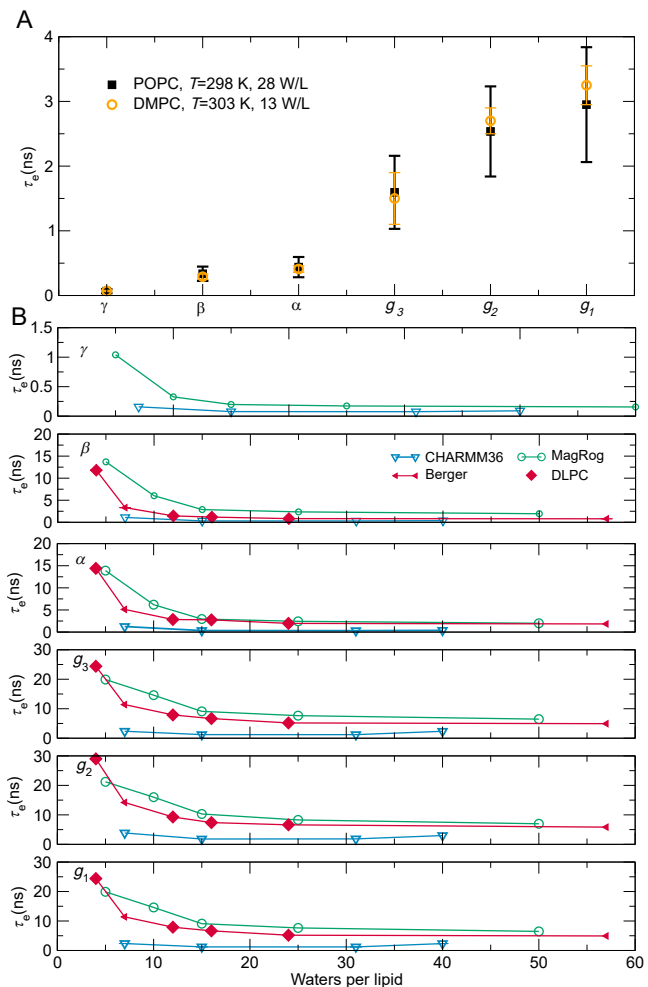 A
4
3
2
1
0
τe(ns)
POPC, T=298 K, 28 W/L
DMPC, T=303 K, 13 W/L
γ β α g3 g2 g1
B
γ
1.5
1
0.5
0
τe(ns)
β
20
15
10
5
0
τe(ns)
CHARMM36 MagRog
Berger DLPC
α
20
15
10
5
0
τe(ns)
g3
30
20
10
0
τe(ns)
g2
30
20
10
0
τe(ns)
g1
30
20
10
0
τe(ns)
0 10 20 30 40 50 60
Waters per lipid